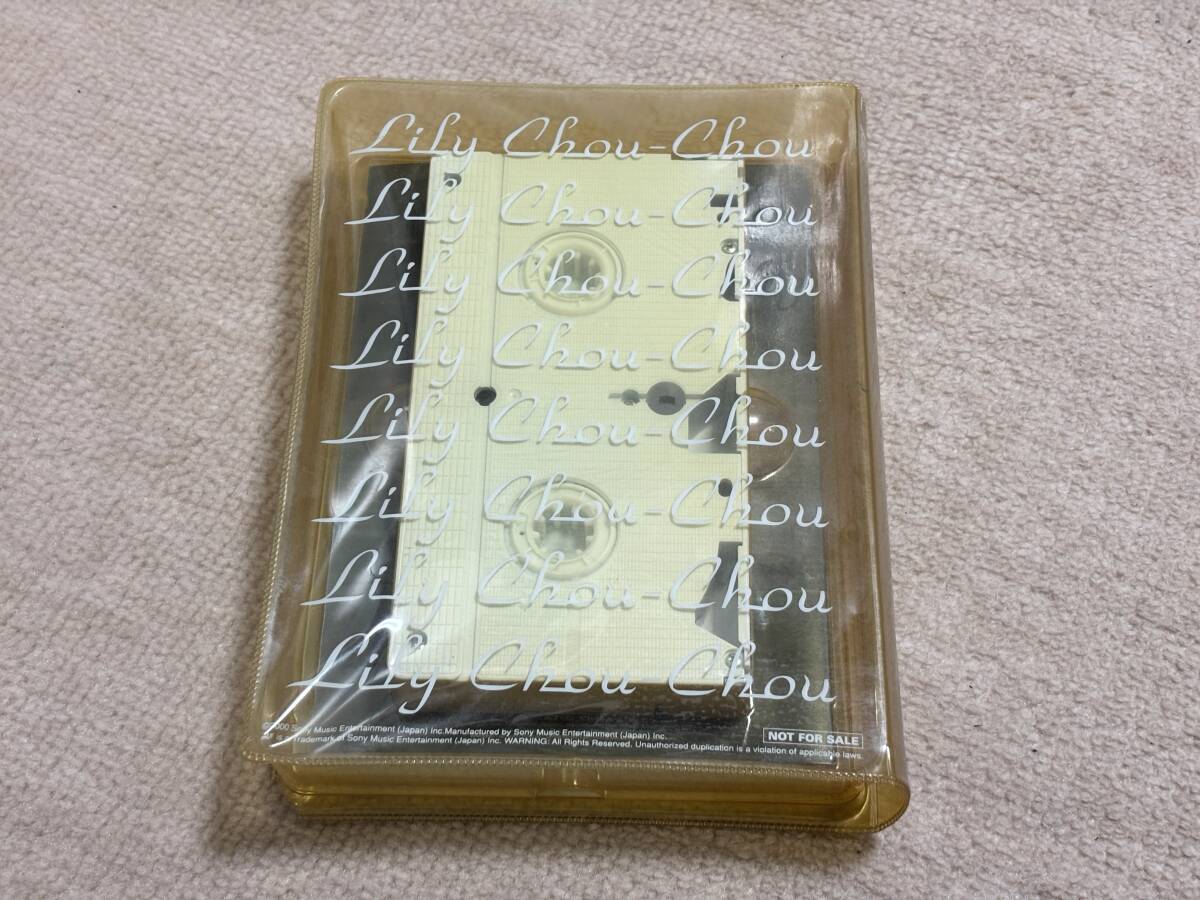 Lily Chou-Chou
Lily Chou-Chou
Lily Chou-Chou
Lily Chou-Chou
Lily Chou-Chou
Lily Chou-Chou
Lily Chou-Chou
Lily Chou-Chou
©2000 Sony Music Entertainment (Japan) Inc. Manufactured by Sony Music Entertainment (Japan) Inc.
Trademark of Sony Music Entertainment (Japan) Inc. WARNING: All Rights Reserved. Unauthorized duplication is a violation of applicable laws.
NOT FOR SALE